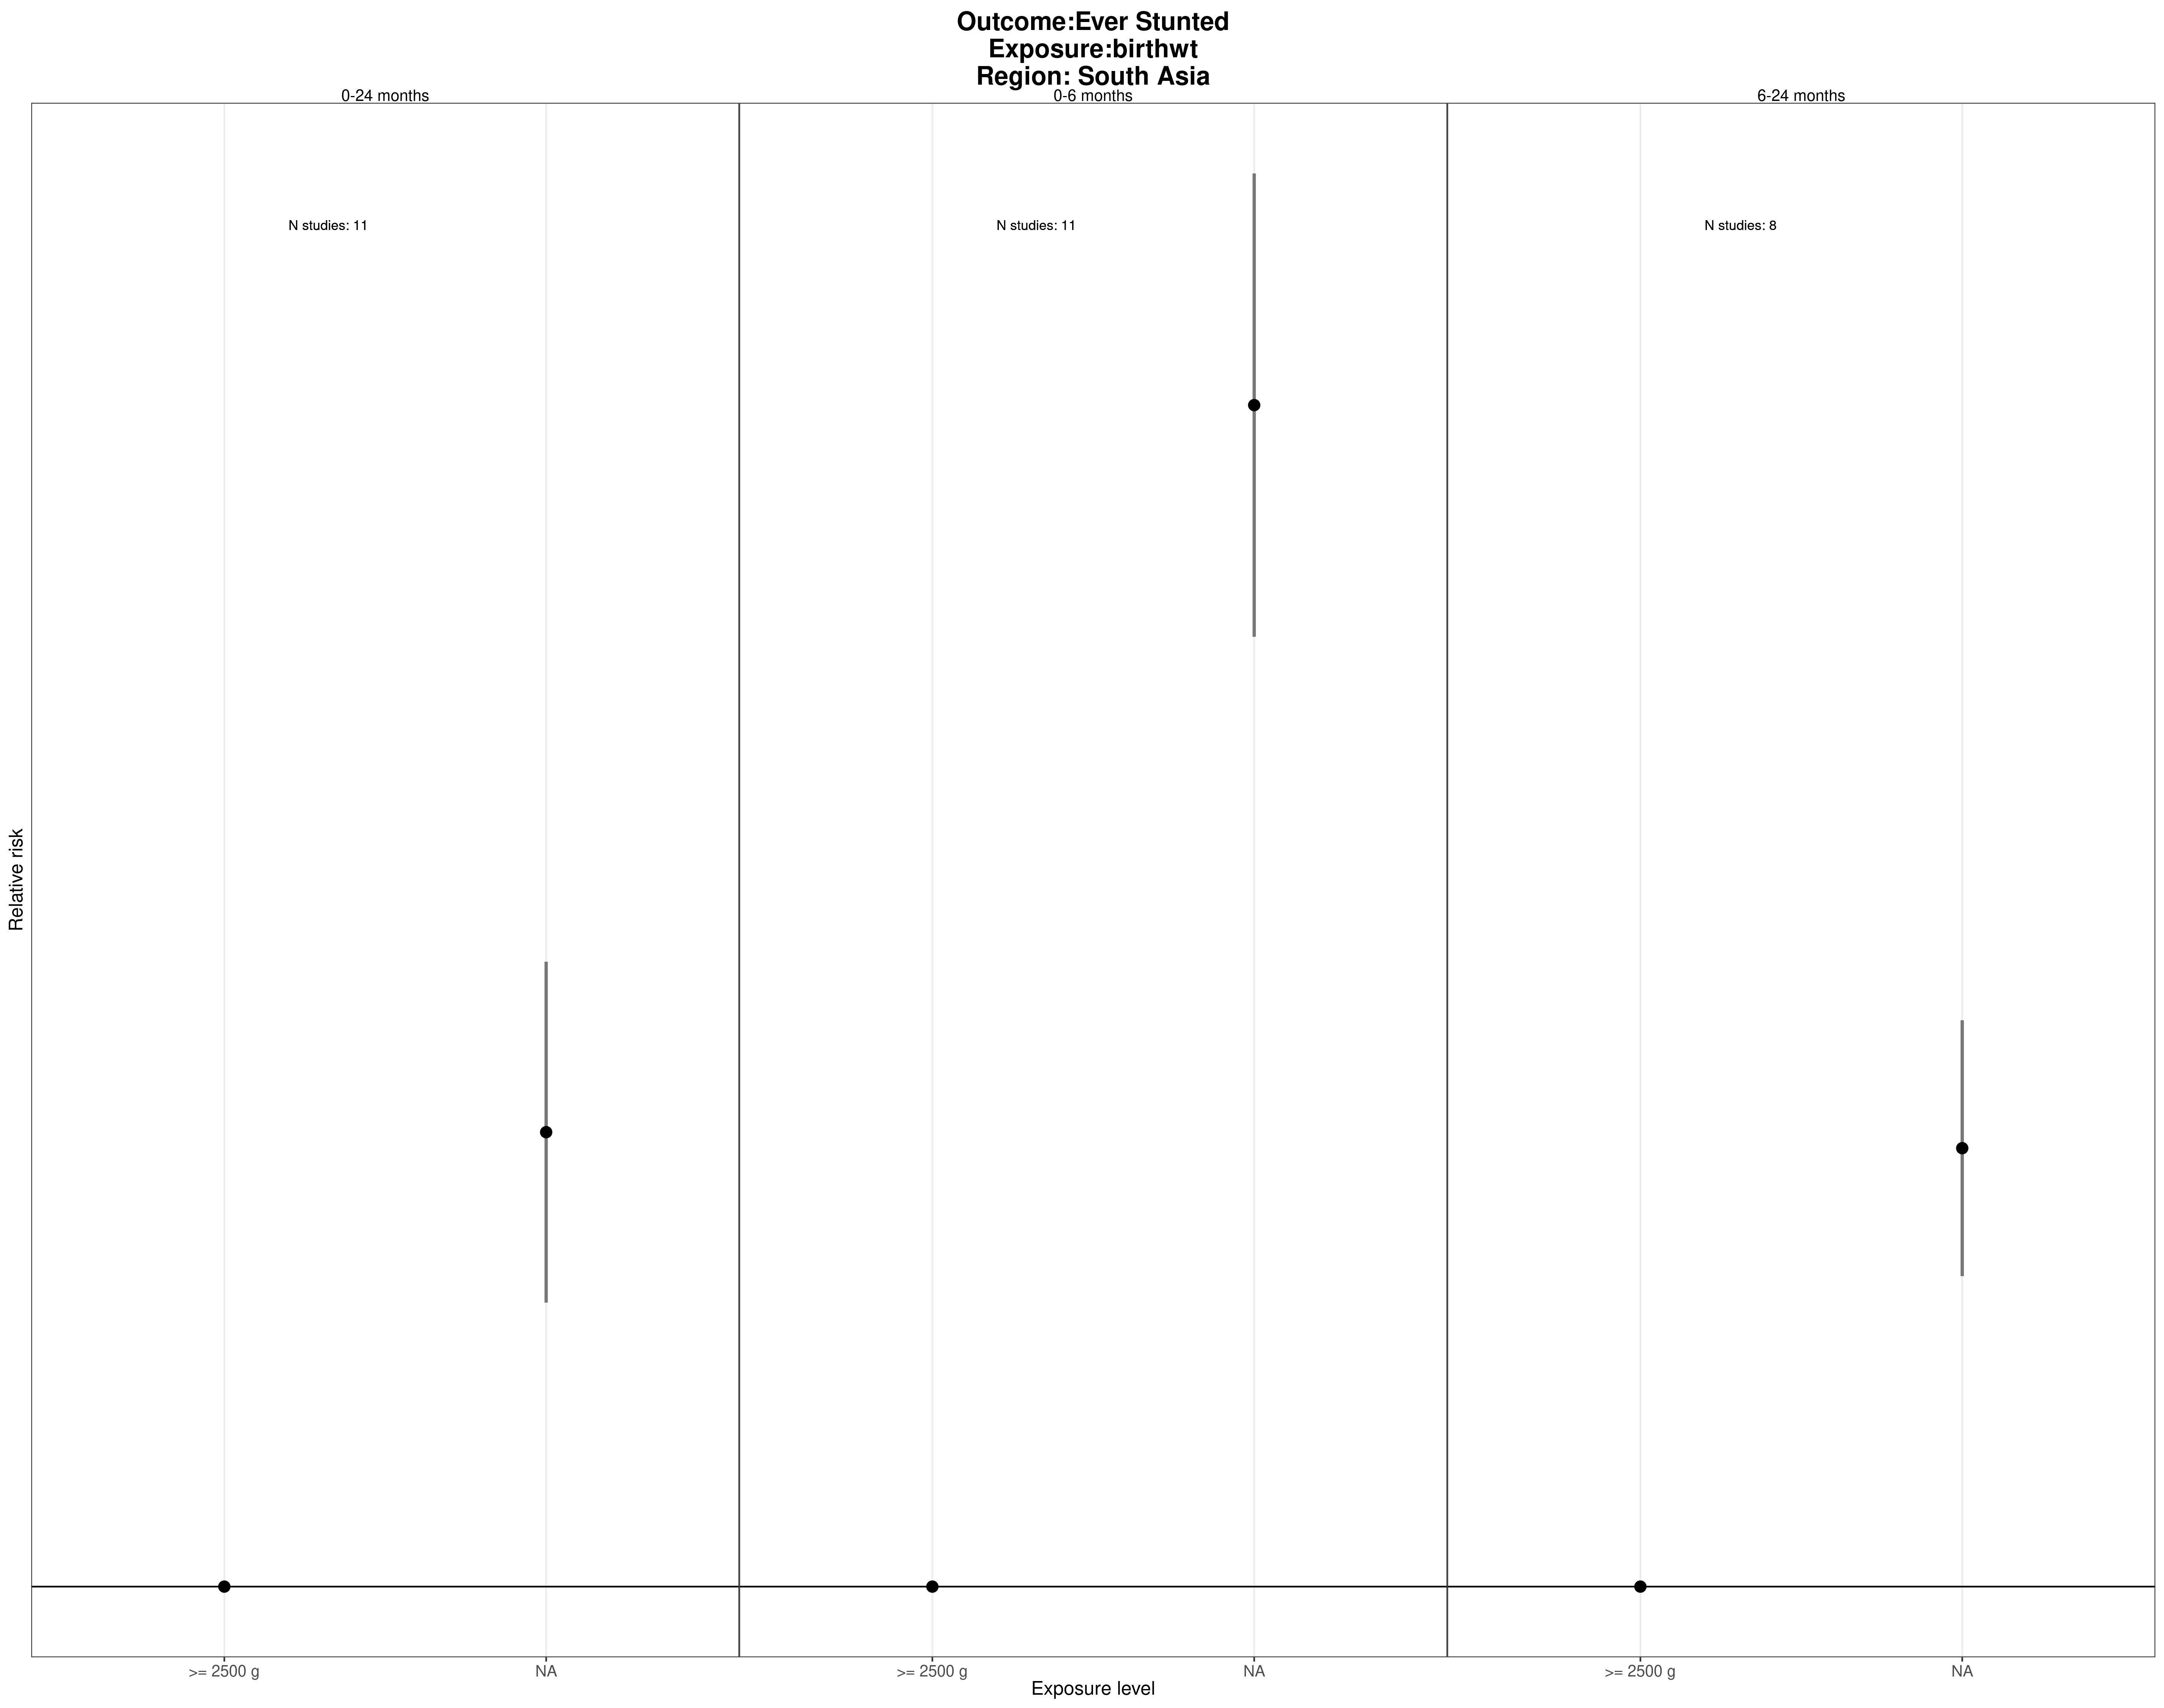 Outcome:Ever Stunted
Exposure:birthwt
Region: South Asia
0-24 months
0-6 months
6-24 months
N studies: 11
N studies: 11
N studies: 8
Relative risk
>= 2500 g
NA
>= 2500 g
NA
>= 2500 g
NA
Exposure level